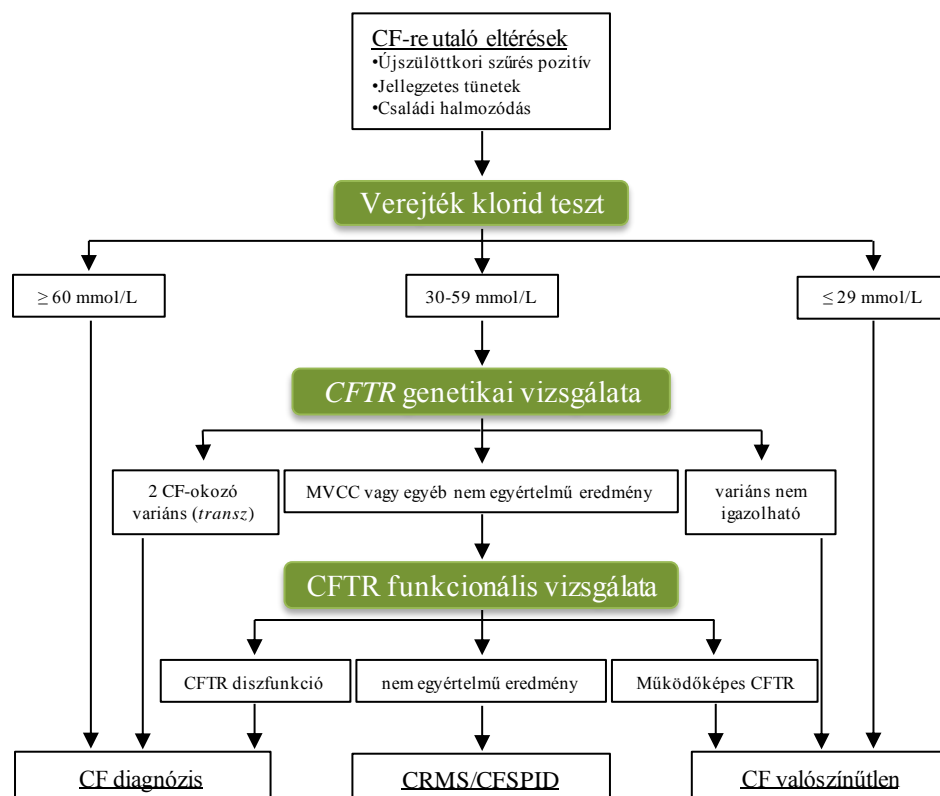 CF-re utaló eltérések
•Újszülöttkori szűrés pozitív
•Jellegzetes tünetek
•Családi halmozódás
Verejték klorid teszt
≥ 60 mmol/L
30-59 mmol/L
≤ 29 mmol/L
CFTR genetikai vizsgálata
2 CF-okozó
variáns (transz)
MVCC vagy egyéb nem egyértelmű eredmény
variáns nem
igazolható
CFTR funkcionális vizsgálata
CFTR diszfunkció
nem egyértelmű eredmény
Működőképes CFTR
CF diagnózis
CRMS/CFSPID
CF valószínűtlen